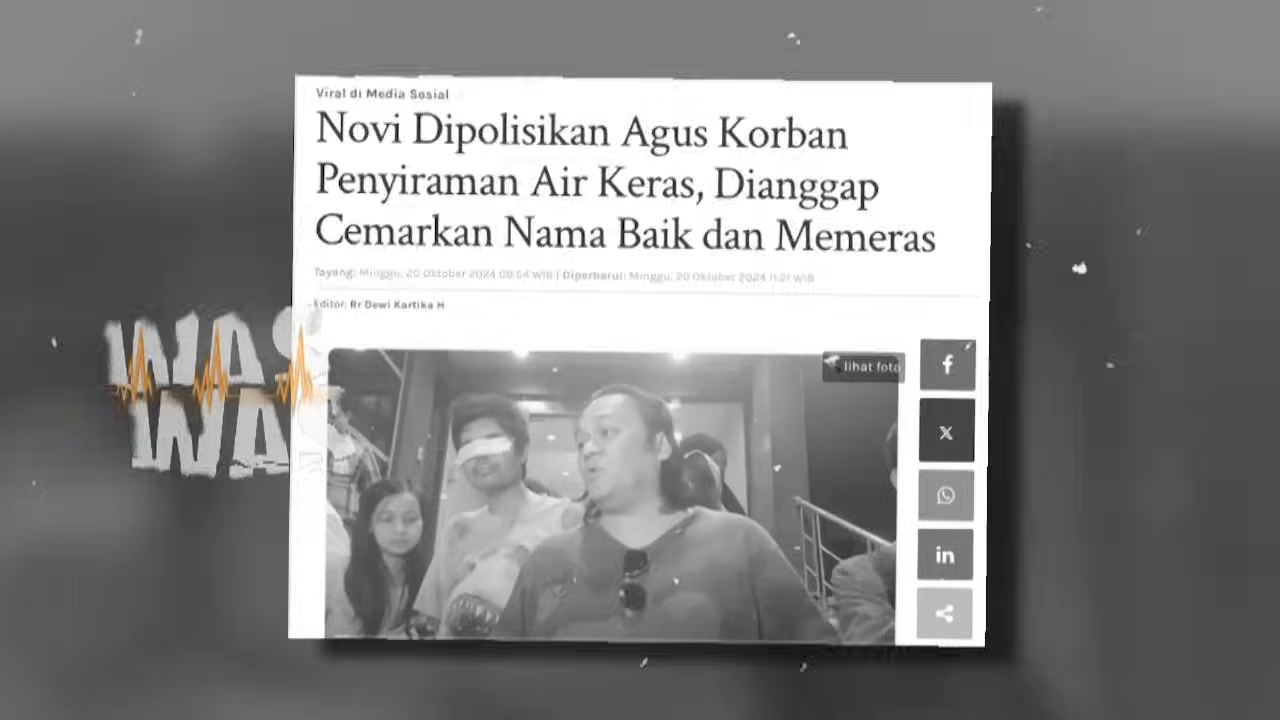 Viral di Media Sosial
Novi Dipolisikan Agus Korban
Penyiraman Air Keras, Dianggap
Cemarkan Nama Baik dan Memeras
Tayang: Minggu, 20 Oktober 2024 09:54 WIB | Diperbarui: Minggu, 20 Oktober 2024 11:21 WIB
Editor: Rr Dewi Kartika H
lihat foto
WAS
WAS